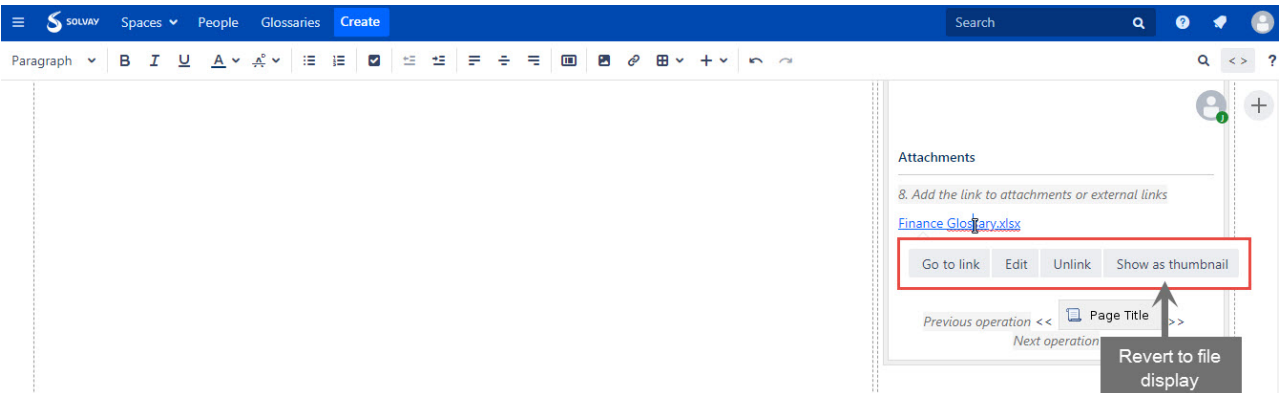 SOLVAY Spaces People Glossaries Create Search ?
Paragraph B I U A A < > ?
J
Attachments
8. Add the link to attachments or external links
Finance Glossary.xlsx
Go to link Edit Unlink Show as thumbnail
Previous operation << Page Title >>
Next operation
Revert to file
display